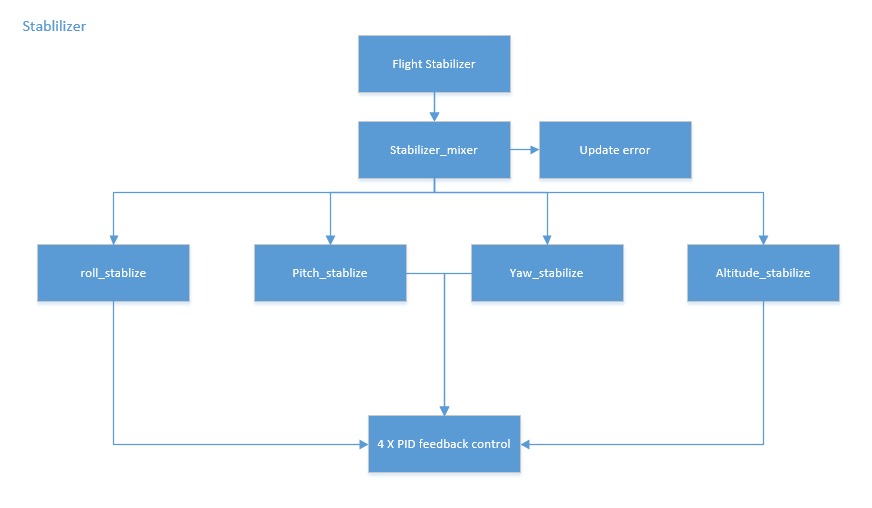 Stablilizer
Flight Stabilizer
Stabilizer_mixer
Update error
roll_stablize
Pitch_stablize
Yaw_stabilize
Altitude_stabilize
4 X PID feedback control